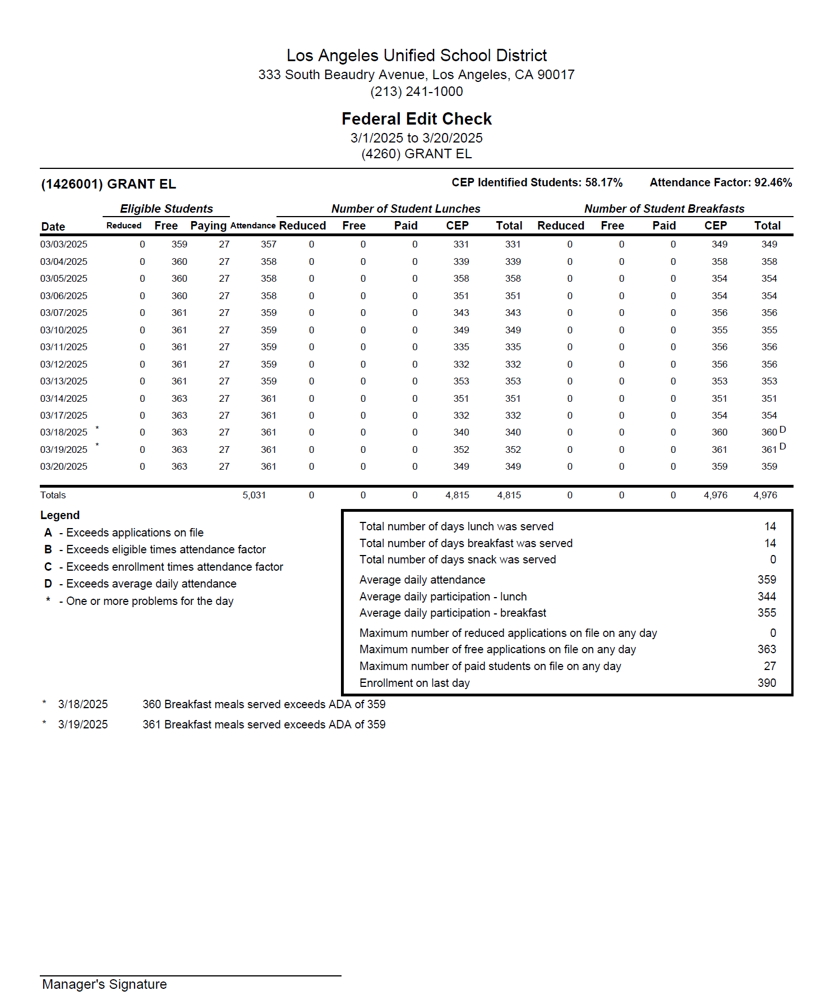 Los Angeles Unified School District
333 South Beaudry Avenue, Los Angeles, CA 90017
(213) 241-1000
Federal Edit Check
3/1/2025 to 3/20/2025
(4260) GRANT EL
(1426001) GRANT EL CEP Identified Students: 58.17% Attendance Factor: 92.46%
Eligible Students Number of Student Lunches Number of Student Breakfasts
Date Reduced Free Paying Attendance Reduced Free Paid CEP Total Reduced Free Paid CEP Total
03/03/2025 0 359 27 357 0 0 0 331 331 0 0 0 349 349
03/04/2025 0 360 27 358 0 0 0 339 339 0 0 0 358 358
03/05/2025 0 360 27 358 0 0 0 358 358 0 0 0 354 354
03/06/2025 0 360 27 358 0 0 0 351 351 0 0 0 354 354
03/07/2025 0 361 27 359 0 0 0 343 343 0 0 0 356 356
03/10/2025 0 361 27 359 0 0 0 349 349 0 0 0 355 355
03/11/2025 0 361 27 359 0 0 0 335 335 0 0 0 356 356
03/12/2025 0 361 27 359 0 0 0 332 332 0 0 0 356 356
03/13/2025 0 361 27 359 0 0 0 353 353 0 0 0 353 353
03/14/2025 0 363 27 361 0 0 0 351 351 0 0 0 351 351
03/17/2025 0 363 27 361 0 0 0 332 332 0 0 0 354 354
03/18/2025 * 0 363 27 361 0 0 0 340 340 0 0 0 360 360 D
03/19/2025 * 0 363 27 361 0 0 0 352 352 0 0 0 361 361 D
03/20/2025 0 363 27 361 0 0 0 349 349 0 0 0 359 359
Totals 5,031 0 0 0 4,815 4,815 0 0 0 4,976 4,976
Legend
A - Exceeds applications on file
B - Exceeds eligible times attendance factor
C - Exceeds enrollment times attendance factor
D - Exceeds average daily attendance
* - One or more problems for the day
Total number of days lunch was served 14
Total number of days breakfast was served 14
Total number of days snack was served 0
Average daily attendance 359
Average daily participation - lunch 344
Average daily participation - breakfast 355
Maximum number of reduced applications on file on any day 0
Maximum number of free applications on file on any day 363
Maximum number of paid students on file on any day 27
Enrollment on last day 390
* 3/18/2025 360 Breakfast meals served exceeds ADA of 359
* 3/19/2025 361 Breakfast meals served exceeds ADA of 359
Manager's Signature